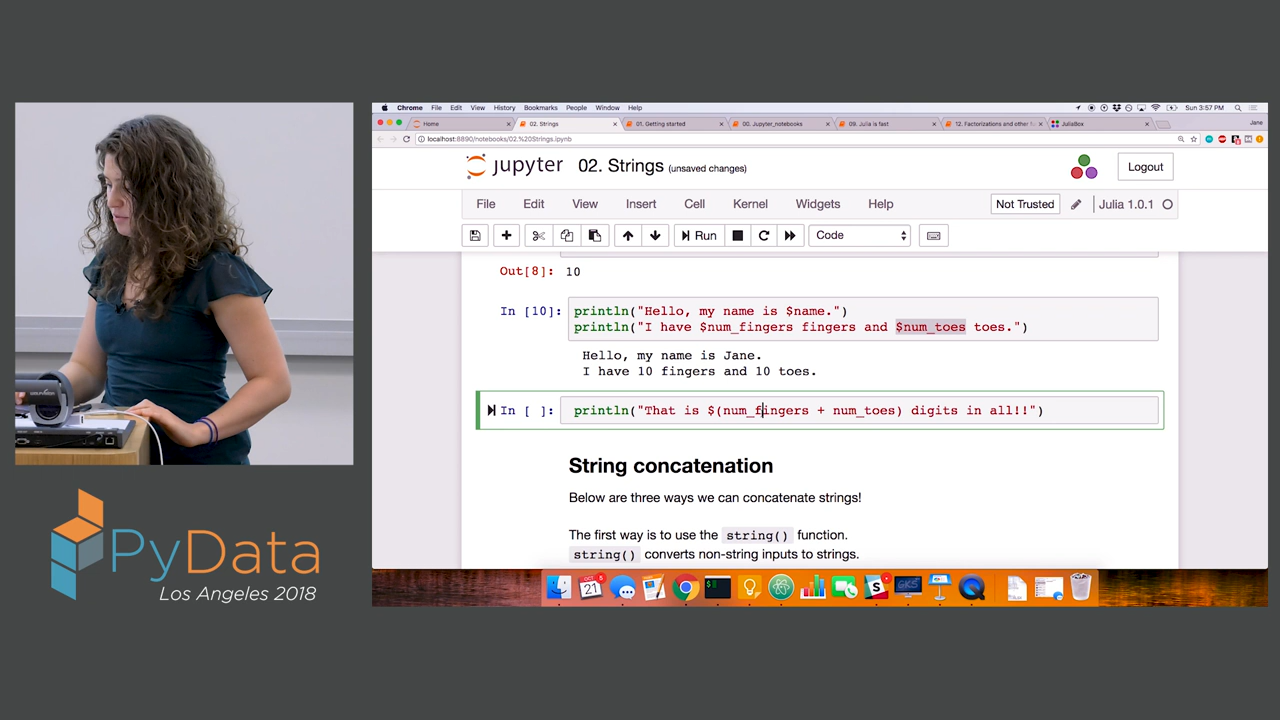 Chrome File Edit View History Bookmarks People Window Help
Sun 3:57 PM
Home
02. Strings
01. Getting started
00. Jupyter_notebooks
09. Julia is fast
12. Factorizations and other f
JuliaBox
Jane
localhost:8890/notebooks/02.%20Strings.ipynb
jupyter 02. Strings (unsaved changes)
Logout
File Edit View Insert Cell Kernel Widgets Help
Not Trusted
Julia 1.0.1
Run
Code
Out[8]: 10
In [10]: println("Hello, my name is $name.")
println("I have $num_fingers fingers and $num_toes toes.")
Hello, my name is Jane.
I have 10 fingers and 10 toes.
In [ ]: println("That is $(num_fingers + num_toes) digits in all!!")
String concatenation
Below are three ways we can concatenate strings!
The first way is to use the string() function.
string() converts non-string inputs to strings.
PyData
Los Angeles 2018